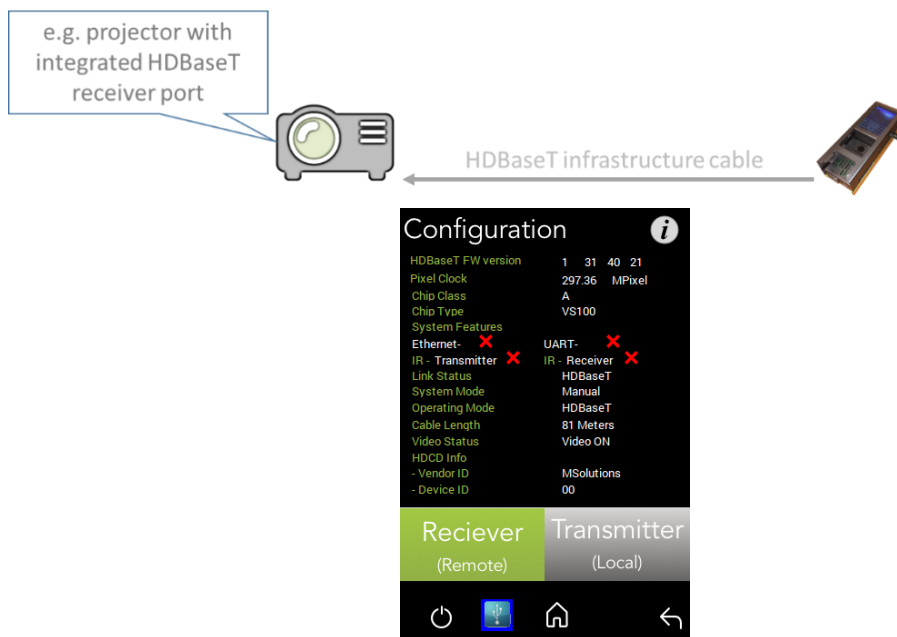 e.g. projector with
integrated HDBaseT
receiver port
HDBaseT infrastructure cable
Configuration i
HDBaseT FW version 1 31 40 21
Pixel Clock 297.36 MPixel
Chip Class A
Chip Type VS100
System Features
Ethernet- UART-
IR - Transmitter IR - Receiver
Link Status HDBaseT
System Mode Manual
Operating Mode HDBaseT
Cable Length 81 Meters
Video Status Video ON
HDCD Info
- Vendor ID MSolutions
- Device ID 00
Reciever Transmitter
(Remote) (Local)